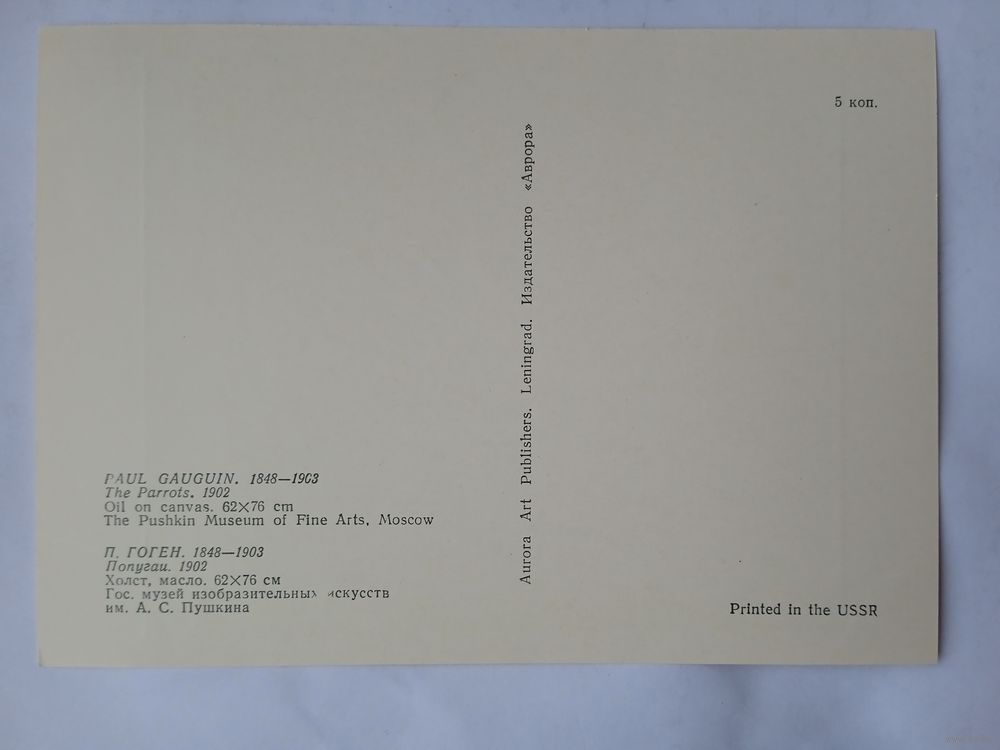 5 коп.
Aurora Art Publishers. Leningrad. Издательство «Аврора»
PAUL GAUGUIN. 1848—1903
The Parrots. 1902
Oil on canvas. 62×76 cm
The Pushkin Museum of Fine Arts, Moscow
П. ГОГЕН. 1848—1903
Попугаи. 1902
Холст, масло. 62×76 см
Гос. музей изобразительных искусств
им. А. С. Пушкина
Printed in the USSR